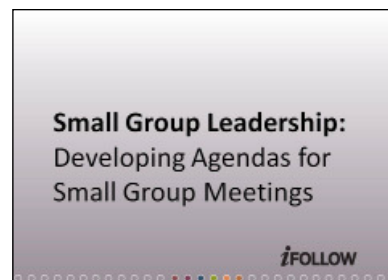 Small Group Leadership:
Developing Agendas for
Small Group Meetings
iFOLLOW